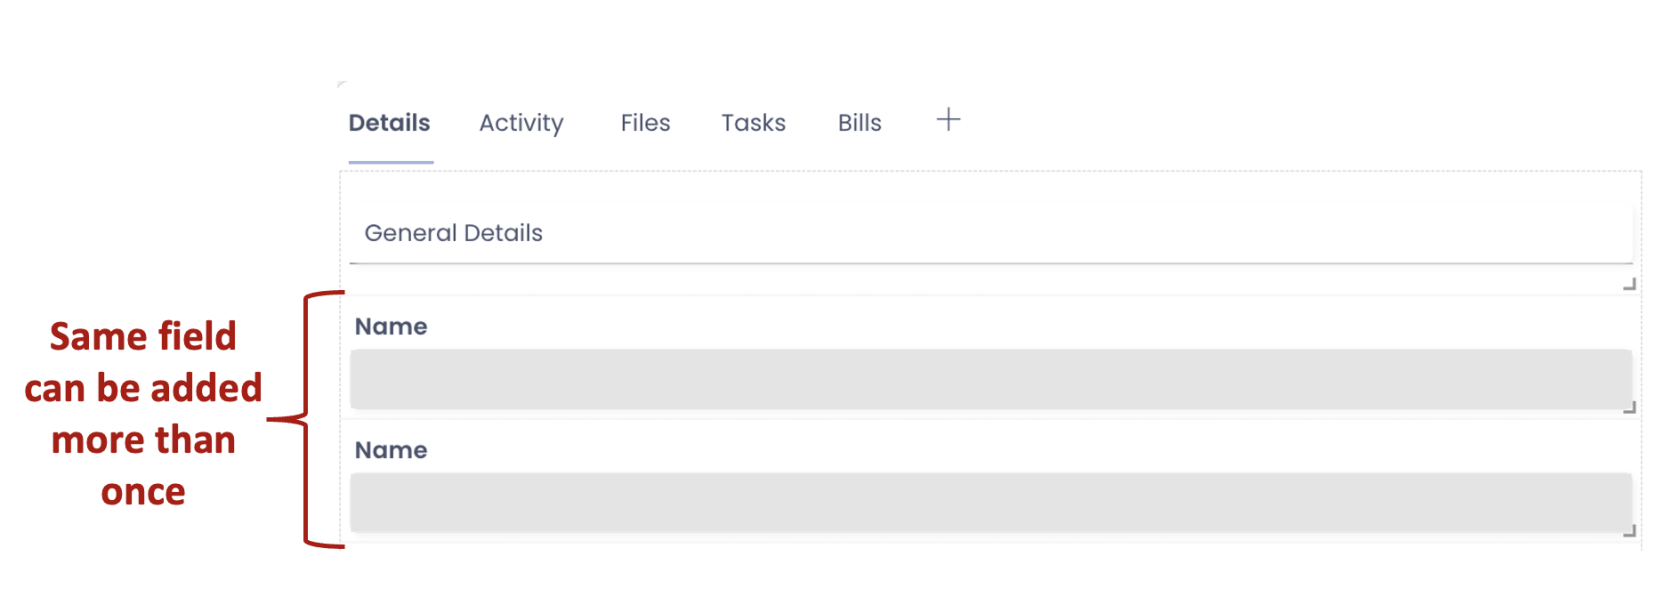 Details Activity Files Tasks Bills +
General Details
Name
Name
Same field
can be added
more than
once